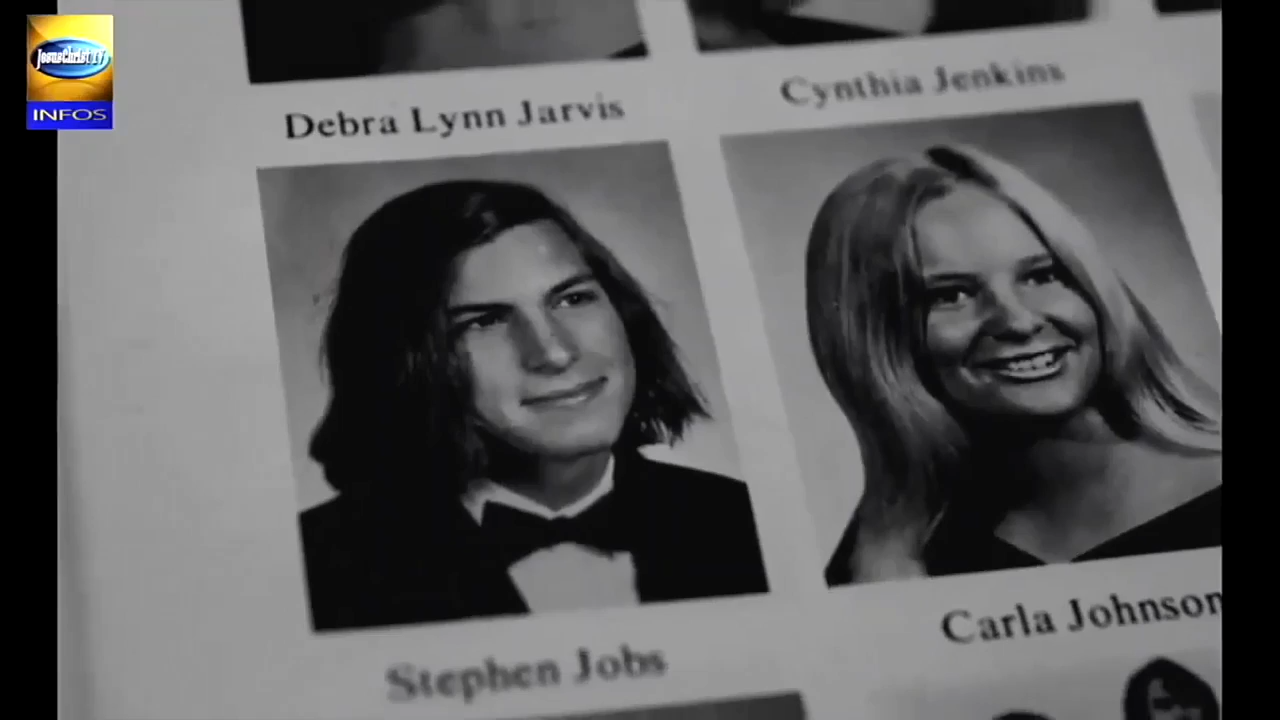 JesusChrist TV
INFOS
Debra Lynn Jarvis
Cynthia Jenkins
Stephen Jobs
Carla Johnson